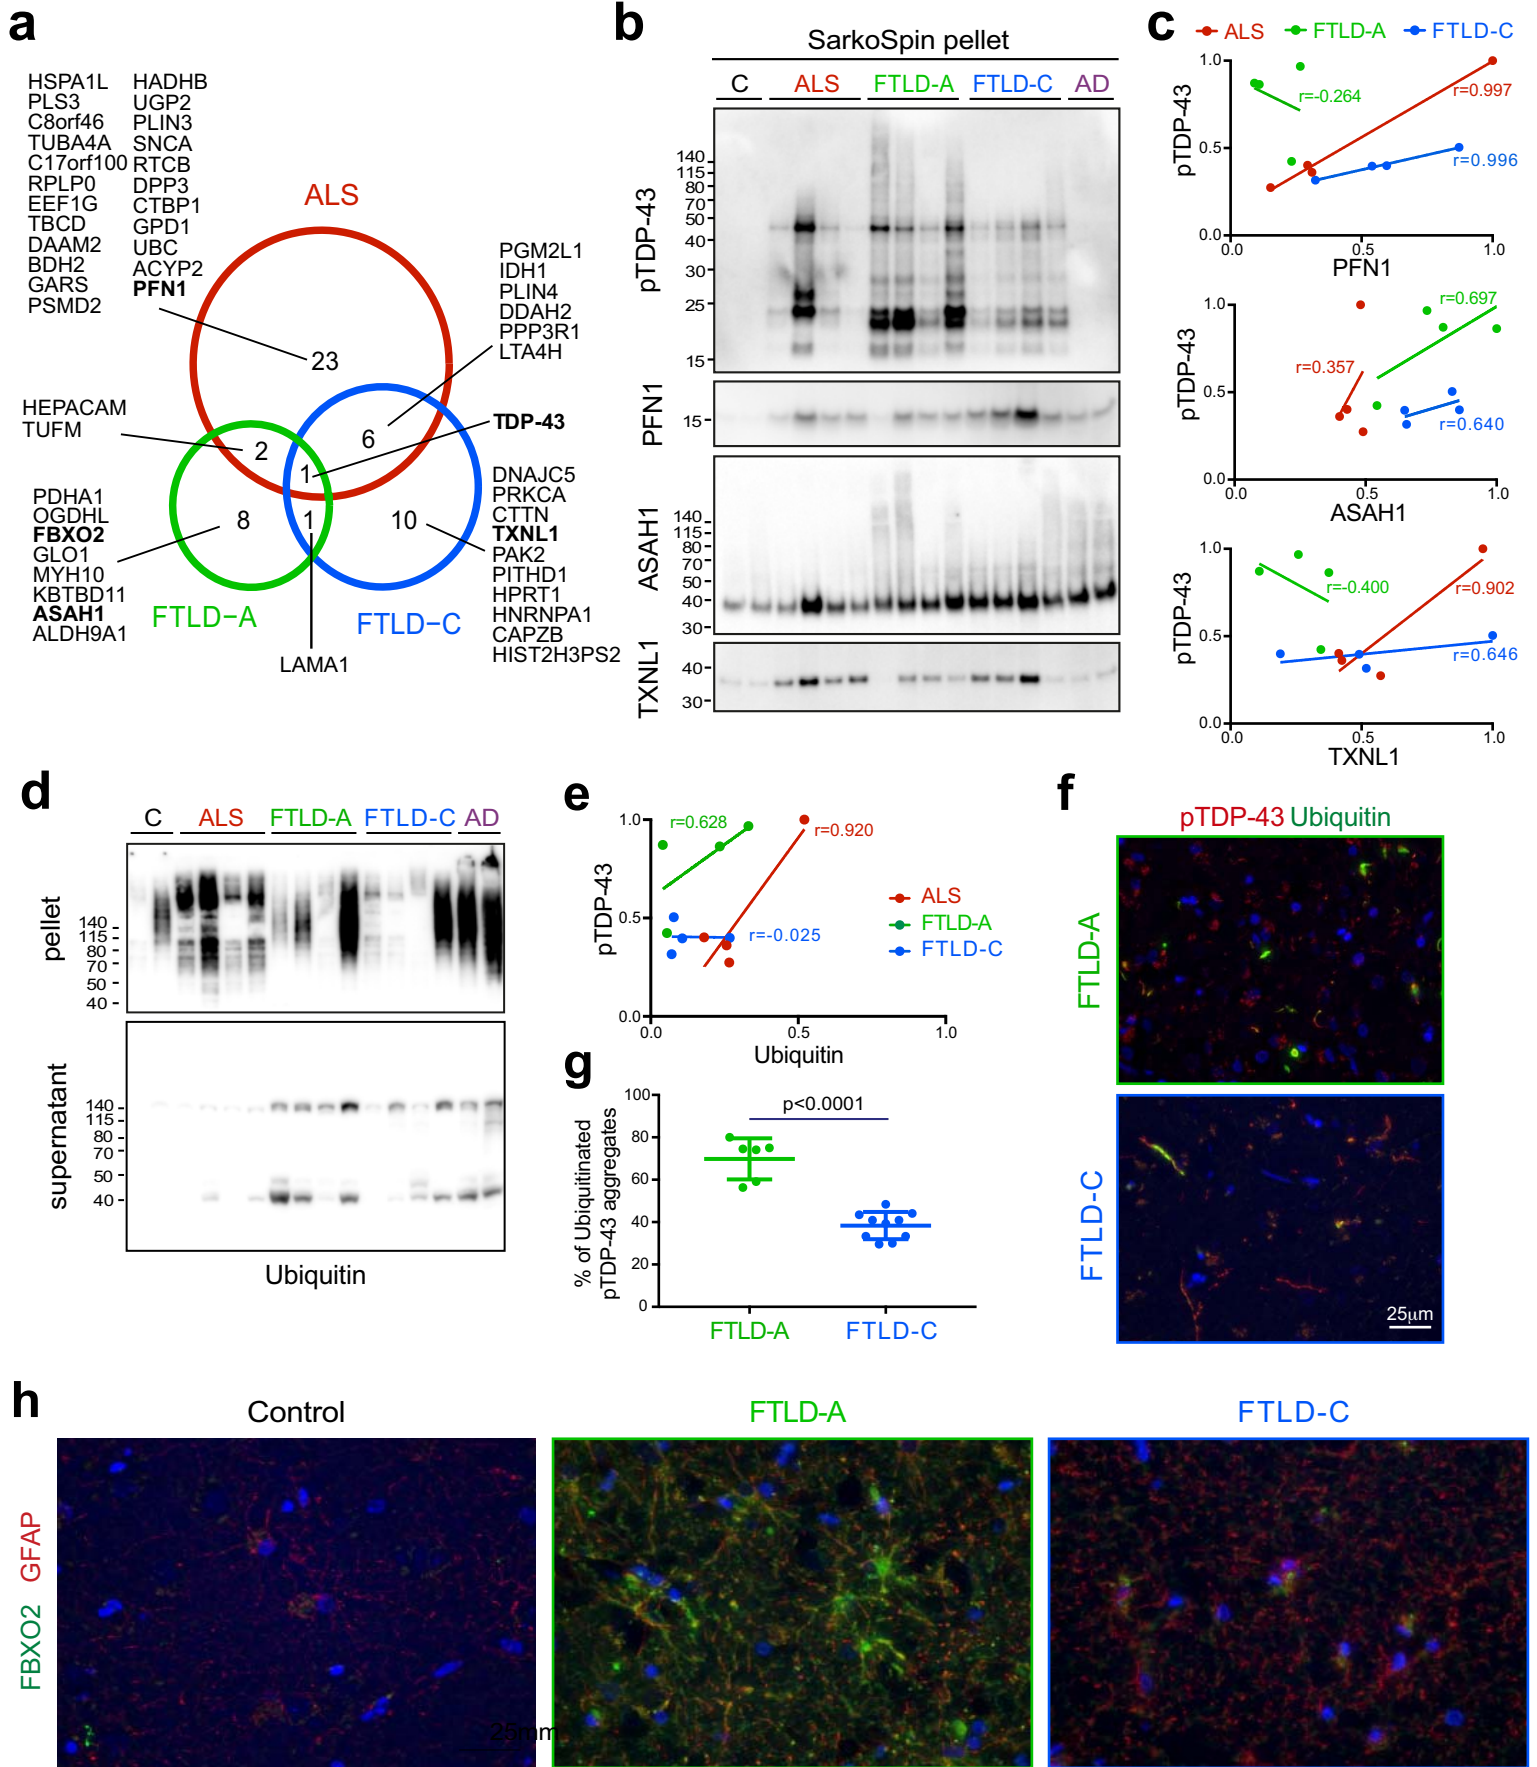 a
HSPA1L
PLS3
C8orf46
TUBA4A
C17orf100
RPLP0
EEF1G
TBCD
DAAM2
BDH2
GARS
PSMD2
HADHB
UGP2
PLIN3
SNCA
RTCB
DPP3
CTBP1
GPD1
UBC
ACYP2
PFN1
ALS
23
PGM2L1
IDH1
PLIN4
DDAH2
PPP3R1
LTA4H
HEPACAM
TUFM
2
6
1
TDP-43
PDHA1
OGDHL
FBXO2
GLO1
MYH10
KBTBD11
ASAH1
ALDH9A1
8
1
10
DNAJC5
PRKCA
CTTN
TXNL1
PAK2
PITHD1
HPRT1
HNRNPA1
CAPZB
HIST2H3PS2
FTLD-A
FTLD-C
LAMA1
b
SarkoSpin pellet
C ALS FTLD-A FTLD-C AD
pTDP-43
140
115
80
70
50
40
30
25
15
PFN1
15
ASAH1
140
115
80
70
50
40
30
TXNL1
40
30
c
ALS FTLD-A FTLD-C
pTDP-43
1.0
0.5
0.0
r=-0.264
r=0.997
r=0.996
0.0 0.5 1.0
PFN1
pTDP-43
1.0
0.5
0.0
r=0.697
r=0.357
r=0.640
0.0 0.5 1.0
ASAH1
pTDP-43
1.0
0.5
0.0
r=-0.400
r=0.902
r=0.646
0.0 0.5 1.0
TXNL1
d
C ALS FTLD-A FTLD-C AD
pellet
140
115
80
70
50
40
supernatant
140
115
80
70
50
40
Ubiquitin
e
pTDP-43
1.0
0.5
0.0
r=0.628
r=0.920
r=-0.025
ALS
FTLD-A
FTLD-C
0.0 0.5 1.0
Ubiquitin
f
pTDP-43 Ubiquitin
FTLD-A
FTLD-C
25μm
g
% of Ubiquitinated
pTDP-43 aggregates
100
80
60
40
20
0
p<0.0001
FTLD-A FTLD-C
h
Control FTLD-A FTLD-C
FBXO2 GFAP
25mm